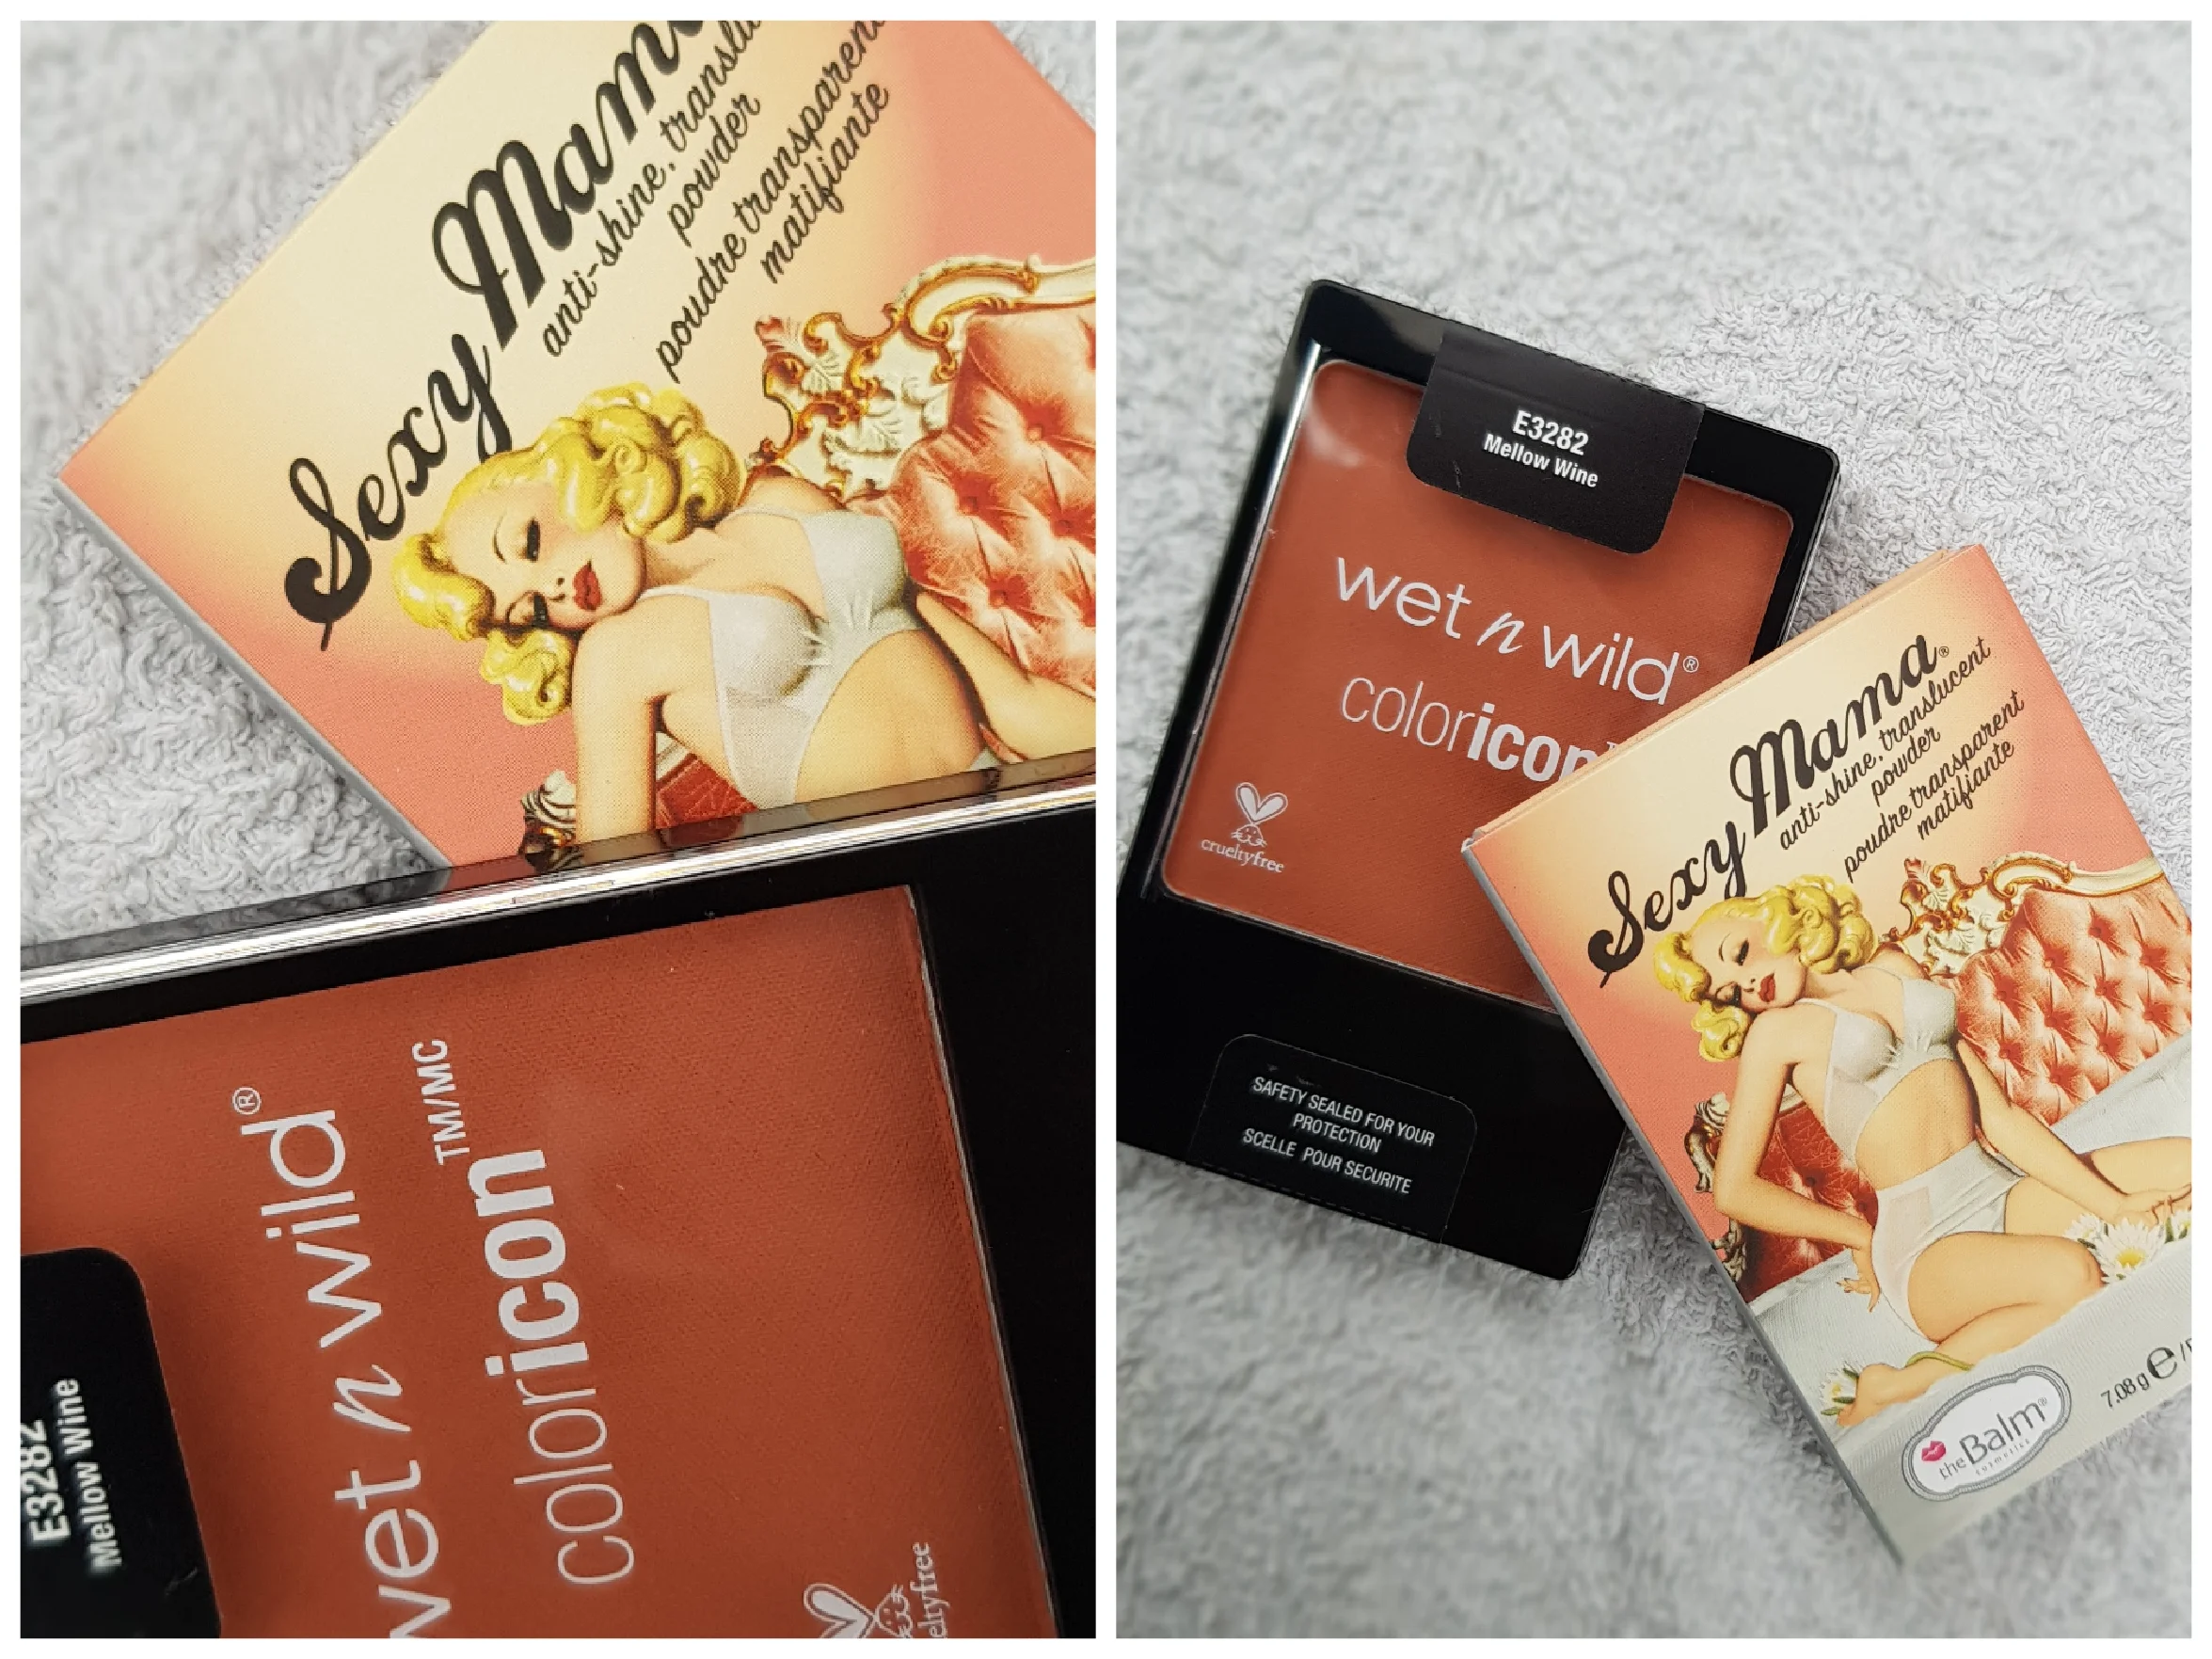 Sexy Mama
anti-shine, translu
powder
poudre transparent
matifiante
wet n wild®
coloricon TM/MC
E3282
Mellow Wine
eltyfree
E3282
Mellow Wine
wet n wild®
coloricon
crueltyfree
SAFETY SEALED FOR YOUR
PROTECTION
SCELLE POUR SECURITE
Sexy Mama®
anti-shine, translucent
powder
poudre transparent
matifiante
theBalm®
cosmetics
7.08 g e /